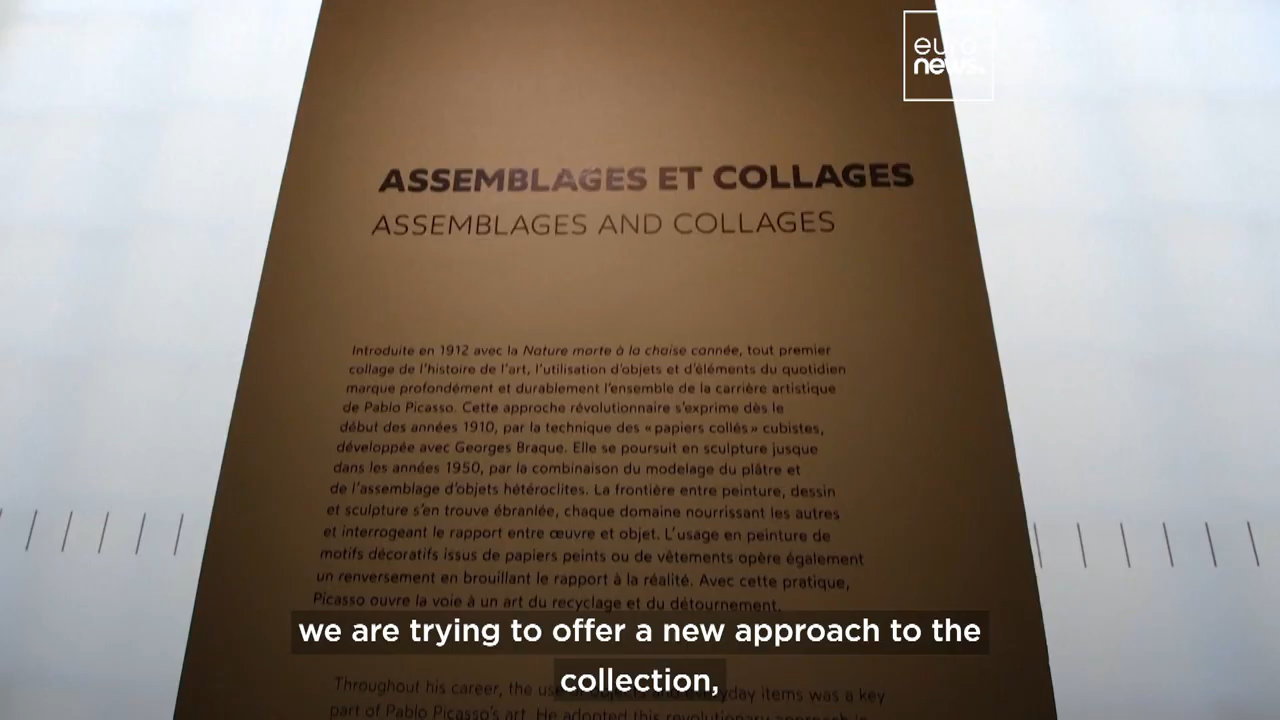 euro
news.
ASSEMBLAGES ET COLLAGES
ASSEMBLAGES AND COLLAGES
Introduite en 1912 avec la Nature morte à la chaise cannée, tout premier
collage de l'histoire de l'art, l'utilisation d'objets et d'éléments du quotidien
marque profondément et durablement l'ensemble de la carrière artistique
de Pablo Picasso. Cette approche révolutionnaire s'exprime dès le
début des années 1910, par la technique des « papiers collés » cubistes,
développée avec Georges Braque. Elle se poursuit en sculpture jusque
dans les années 1950, par la combinaison du modelage du plâtre et
de l'assemblage d'objets hétéroclites. La frontière entre peinture, dessin
et sculpture s'en trouve ébranlée, chaque domaine nourrissant les autres
et interrogeant le rapport entre œuvre et objet. L'usage en peinture de
motifs décoratifs issus de papiers peints ou de vêtements opère également
un renversement en brouillant le rapport à la réalité. Avec cette pratique,
Picasso ouvre la voie à un art du recyclage et du détournement.
we are trying to offer a new approach to the
collection,
Throughout his career, the use items was a key
part of Pablo Picasso's art. He adopted this revolutionary approach